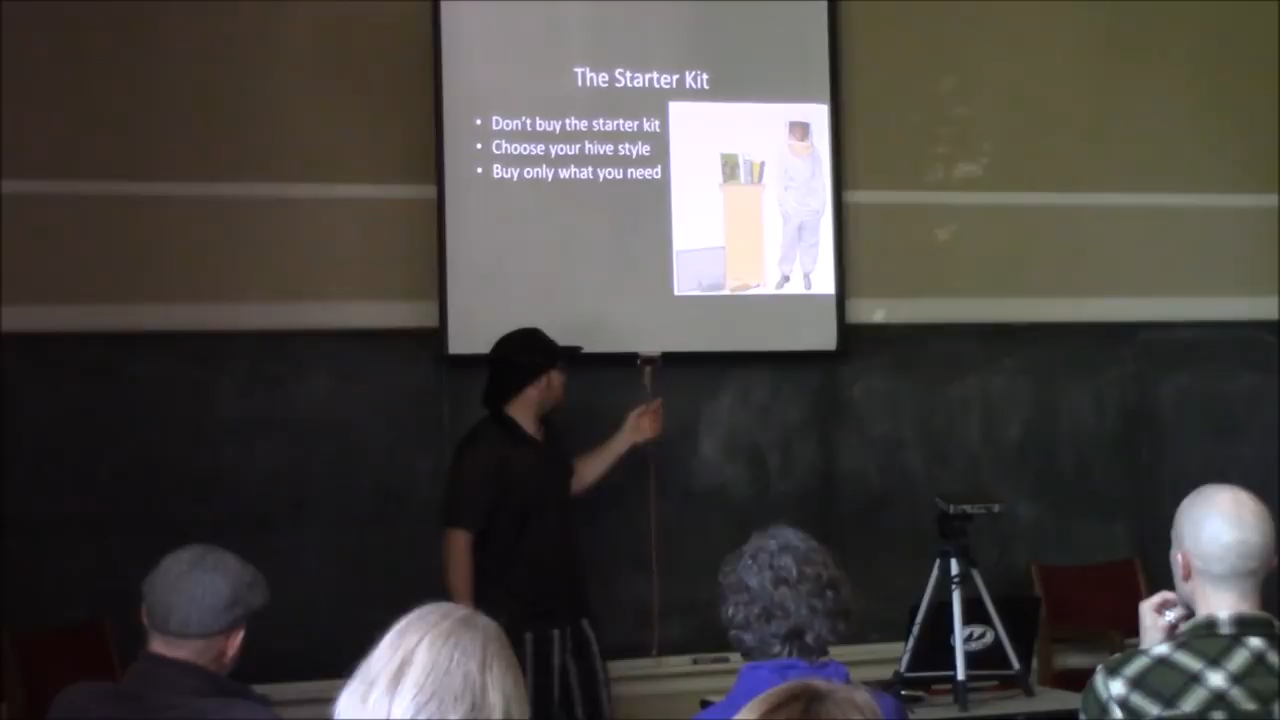 The Starter Kit
• Don't buy the starter kit
• Choose your hive style
• Buy only what you need